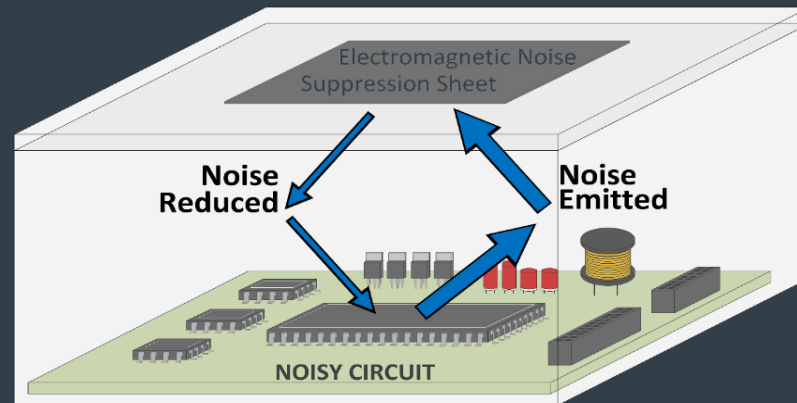 Electromagnetic Noise
Suppression Sheet
Noise
Reduced
Noise
Emitted
NOISY CIRCUIT